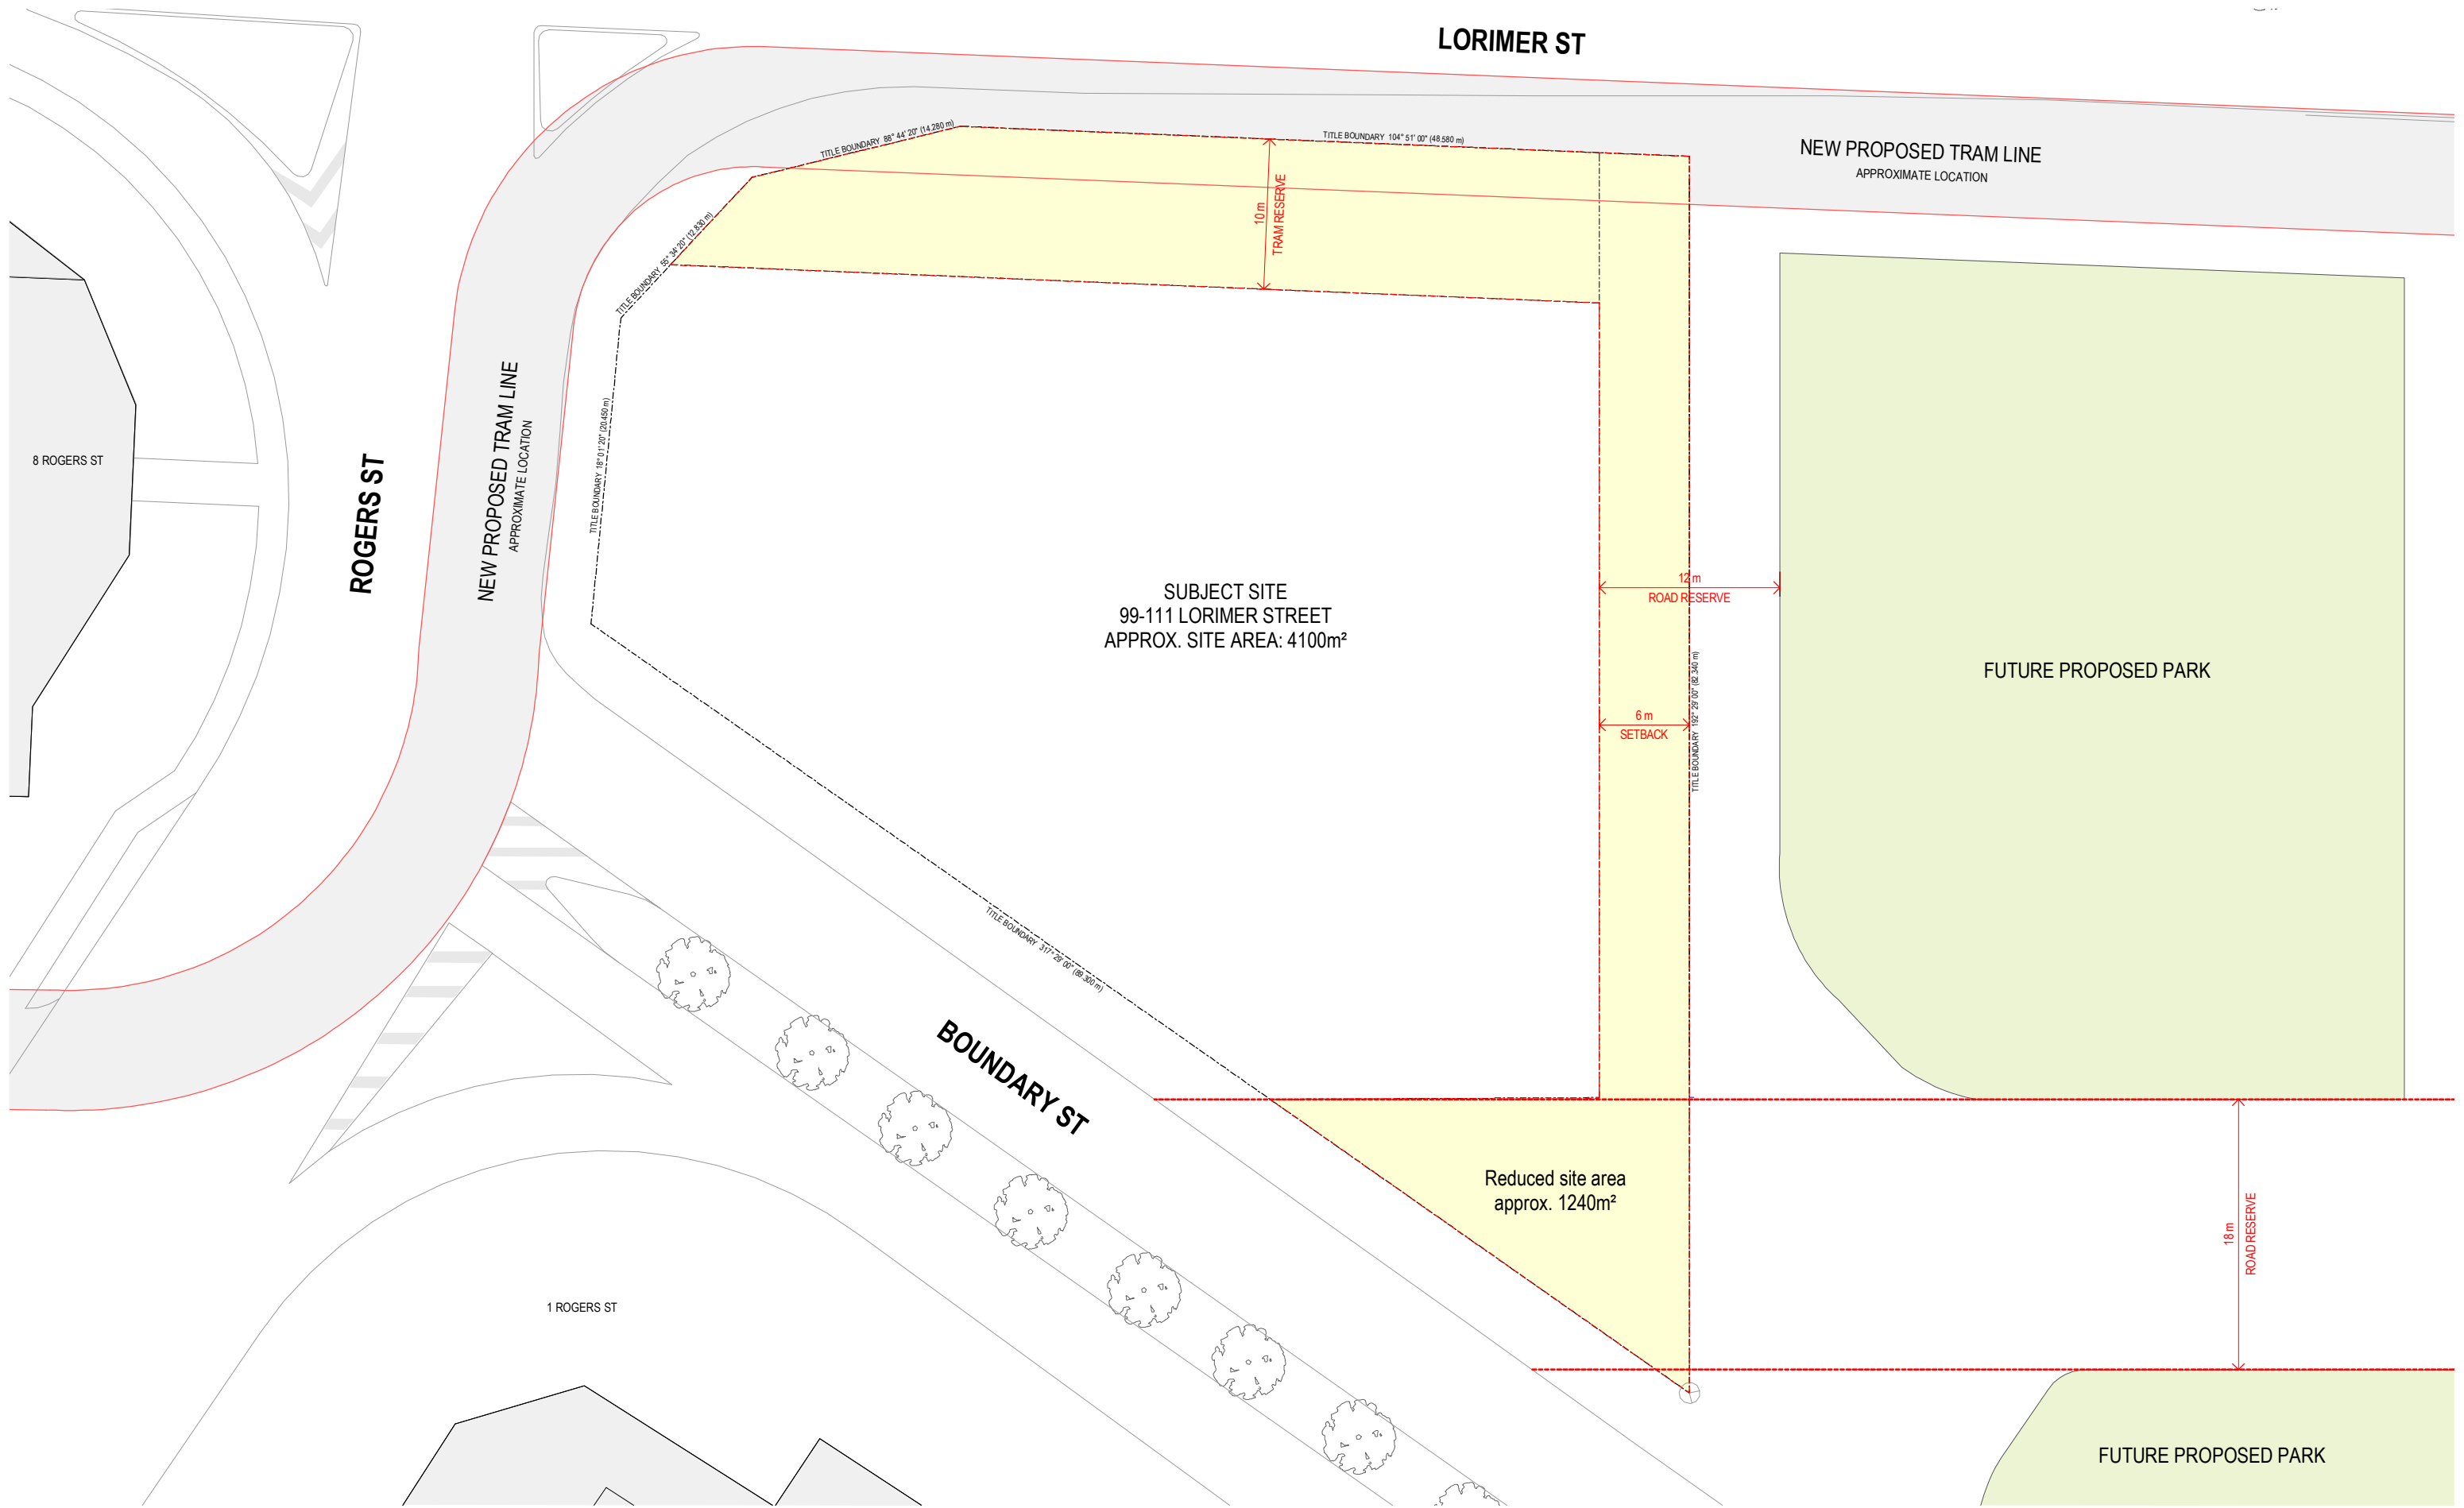 LORIMER ST
TITLE BOUNDARY 88° 44' 20" (14.280 m)
TITLE BOUNDARY 104° 51' 00" (48.580 m)
NEW PROPOSED TRAM LINE
APPROXIMATE LOCATION
10 m
TRAM RESERVE
TITLE BOUNDARY 55° 34' 20" (12.830 m)
8 ROGERS ST
ROGERS ST
NEW PROPOSED TRAM LINE
APPROXIMATE LOCATION
TITLE BOUNDARY 18° 01' 20" (20.450 m)
SUBJECT SITE
99-111 LORIMER STREET
APPROX. SITE AREA: 4100m²
12 m
ROAD RESERVE
FUTURE PROPOSED PARK
6 m
SETBACK
TITLE BOUNDARY 192° 29' 00" (82.340 m)
TITLE BOUNDARY 317° 29' 00" (89.300 m)
BOUNDARY ST
Reduced site area
approx. 1240m²
18 m
ROAD RESERVE
1 ROGERS ST
FUTURE PROPOSED PARK